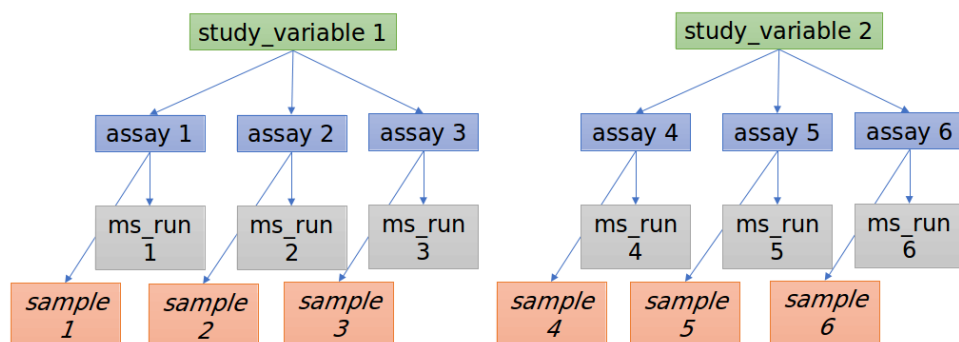 study_variable 1
study_variable 2
assay 1
assay 2
assay 3
assay 4
assay 5
assay 6
ms_run
1
ms_run
2
ms_run
3
ms_run
4
ms_run
5
ms_run
6
sample
1
sample
2
sample
3
sample
4
sample
5
sample
6